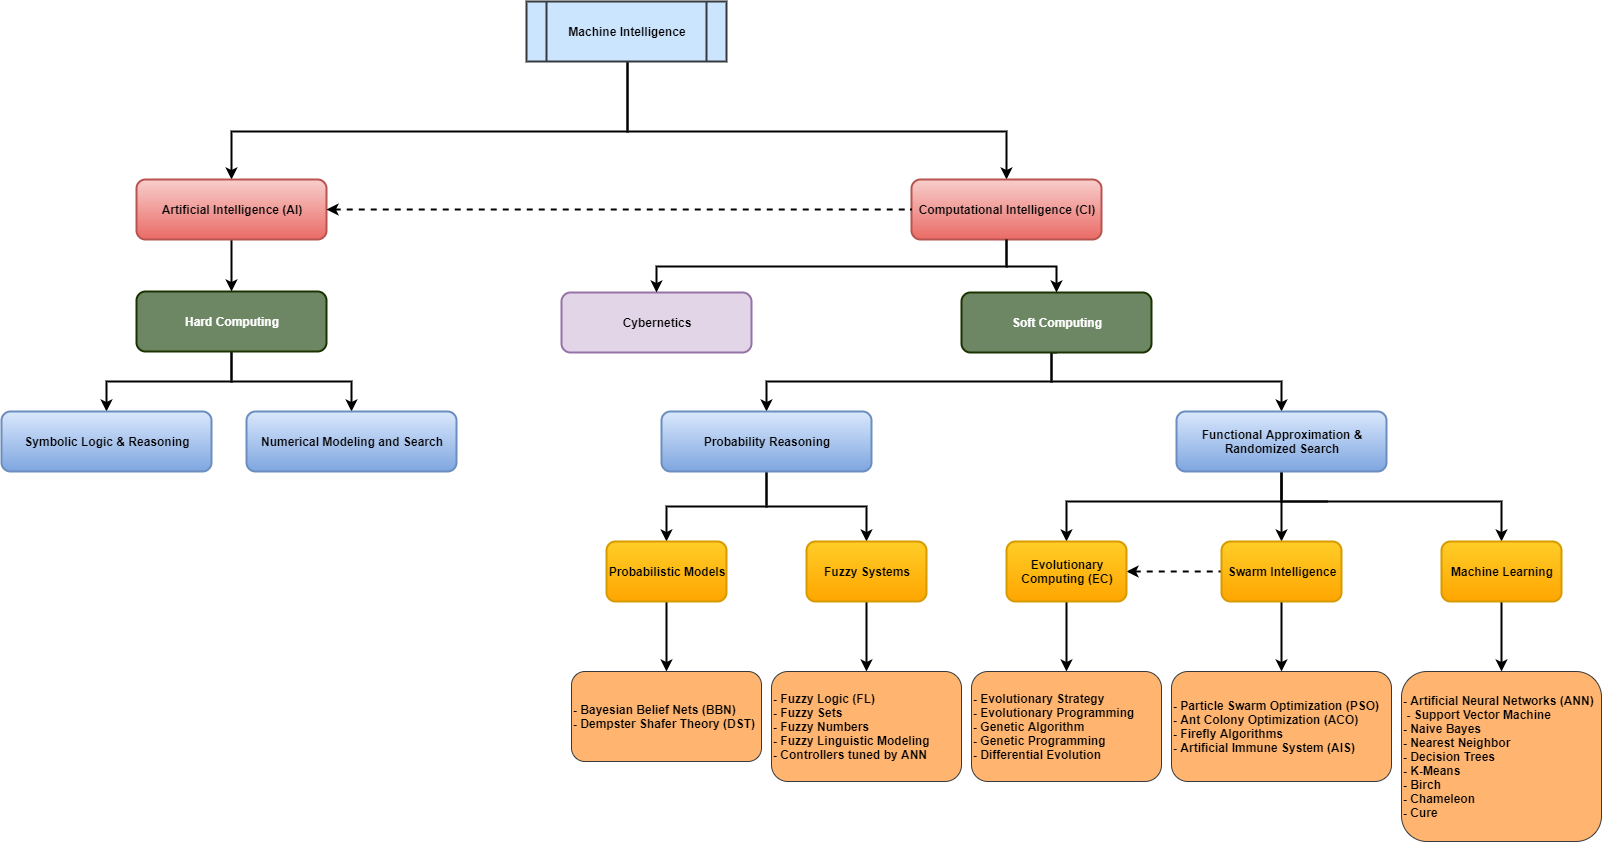 Machine Intelligence
Artificial Intelligence (AI)
Computational Intelligence (CI)
Hard Computing
Cybernetics
Soft Computing
Symbolic Logic & Reasoning
Numerical Modeling and Search
Probability Reasoning
Functional Approximation &
Randomized Search
Probabilistic Models
Fuzzy Systems
Evolutionary
Computing (EC)
Swarm Intelligence
Machine Learning
- Bayesian Belief Nets (BBN)
- Dempster Shafer Theory (DST)
- Fuzzy Logic (FL)
- Fuzzy Sets
- Fuzzy Numbers
- Fuzzy Linguistic Modeling
- Controllers tuned by ANN
- Evolutionary Strategy
- Evolutionary Programming
- Genetic Algorithm
- Genetic Programming
- Differential Evolution
- Particle Swarm Optimization (PSO)
- Ant Colony Optimization (ACO)
- Firefly Algorithms
- Artificial Immune System (AIS)
- Artificial Neural Networks (ANN)
- Support Vector Machine
- Naive Bayes
- Nearest Neighbor
- Decision Trees
- K-Means
- Birch
- Chameleon
- Cure